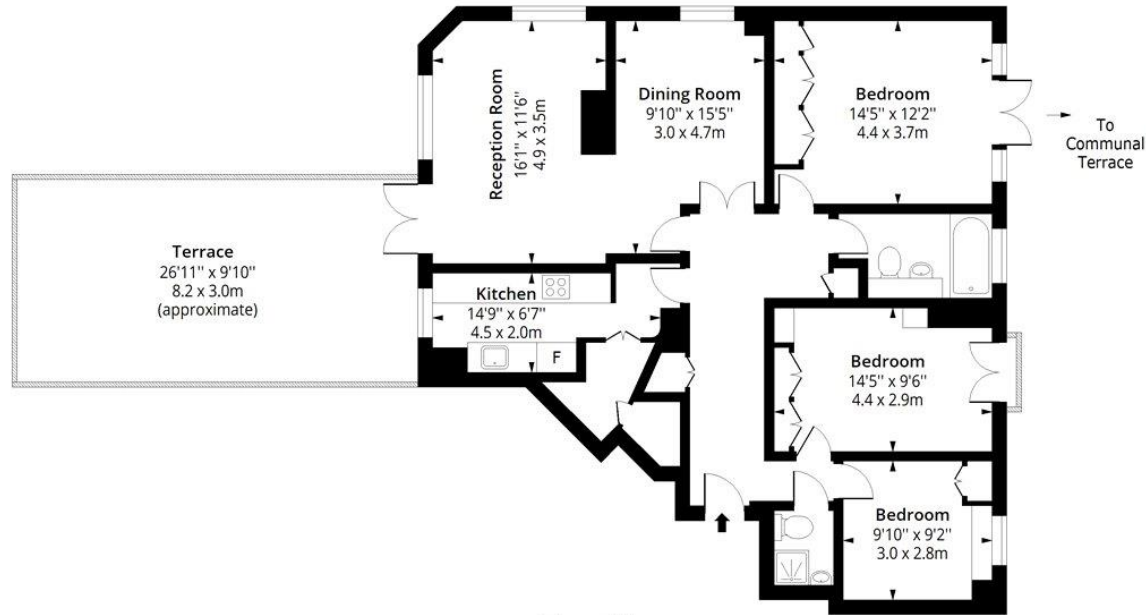 Reception Room
16'1" x 11'6"
4.9 x 3.5m
Dining Room
9'10" x 15'5"
3.0 x 4.7m
Bedroom
14'5" x 12'2"
4.4 x 3.7m
To
Communal
Terrace
Terrace
26'11" x 9'10"
8.2 x 3.0m
(approximate)
Kitchen
14'9" x 6'7"
4.5 x 2.0m
F
Bedroom
14'5" x 9'6"
4.4 x 2.9m
Bedroom
9'10" x 9'2"
3.0 x 2.8m